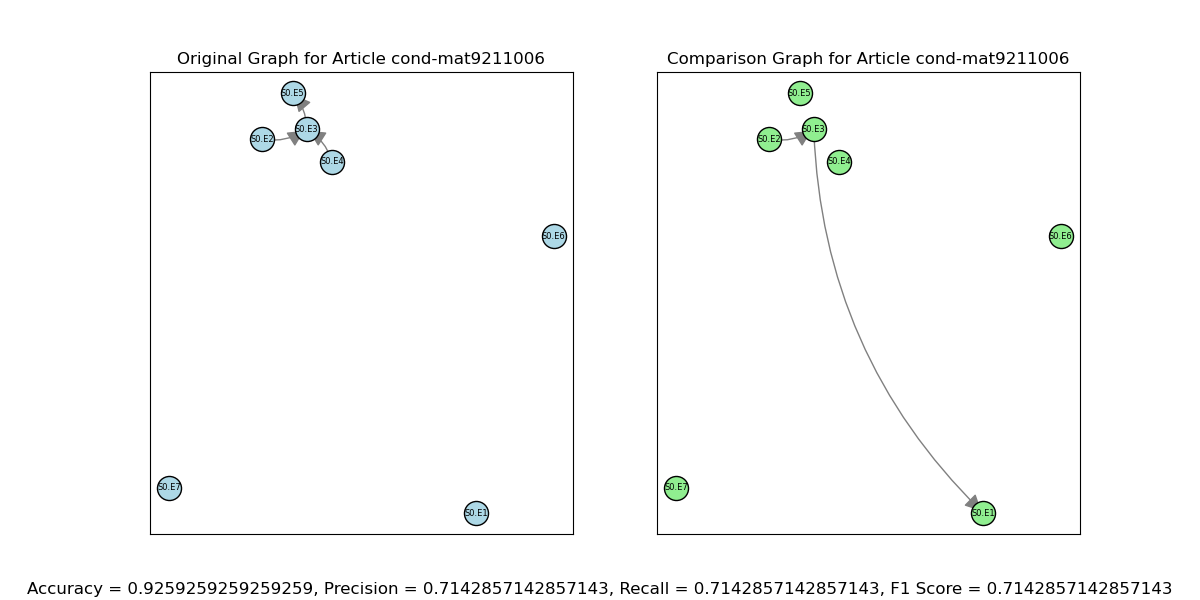 Original Graph for Article cond-mat9211006
S0.E5
S0.E3
S0.E2
S0.E4
S0.E6
S0.E7
S0.E1
Comparison Graph for Article cond-mat9211006
S0.E5
S0.E3
S0.E2
S0.E4
S0.E6
S0.E7
S0.E1
Accuracy = 0.9259259259259259, Precision = 0.7142857142857143, Recall = 0.7142857142857143, F1 Score = 0.7142857142857143